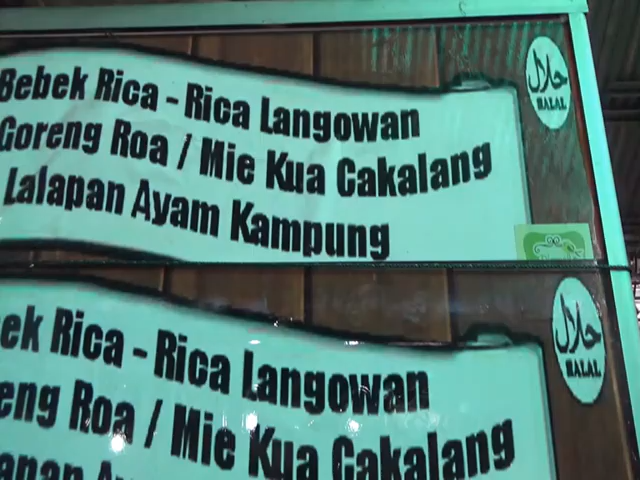 Bebek Rica - Rica Langowan
Goreng Roa / Mie Kua Cakalang
Lalapan Ayam Kampung
حلال
HALAL
ek Rica - Rica Langowan
eng Roa / Mie Kua Cakalang
حلال
HALAL